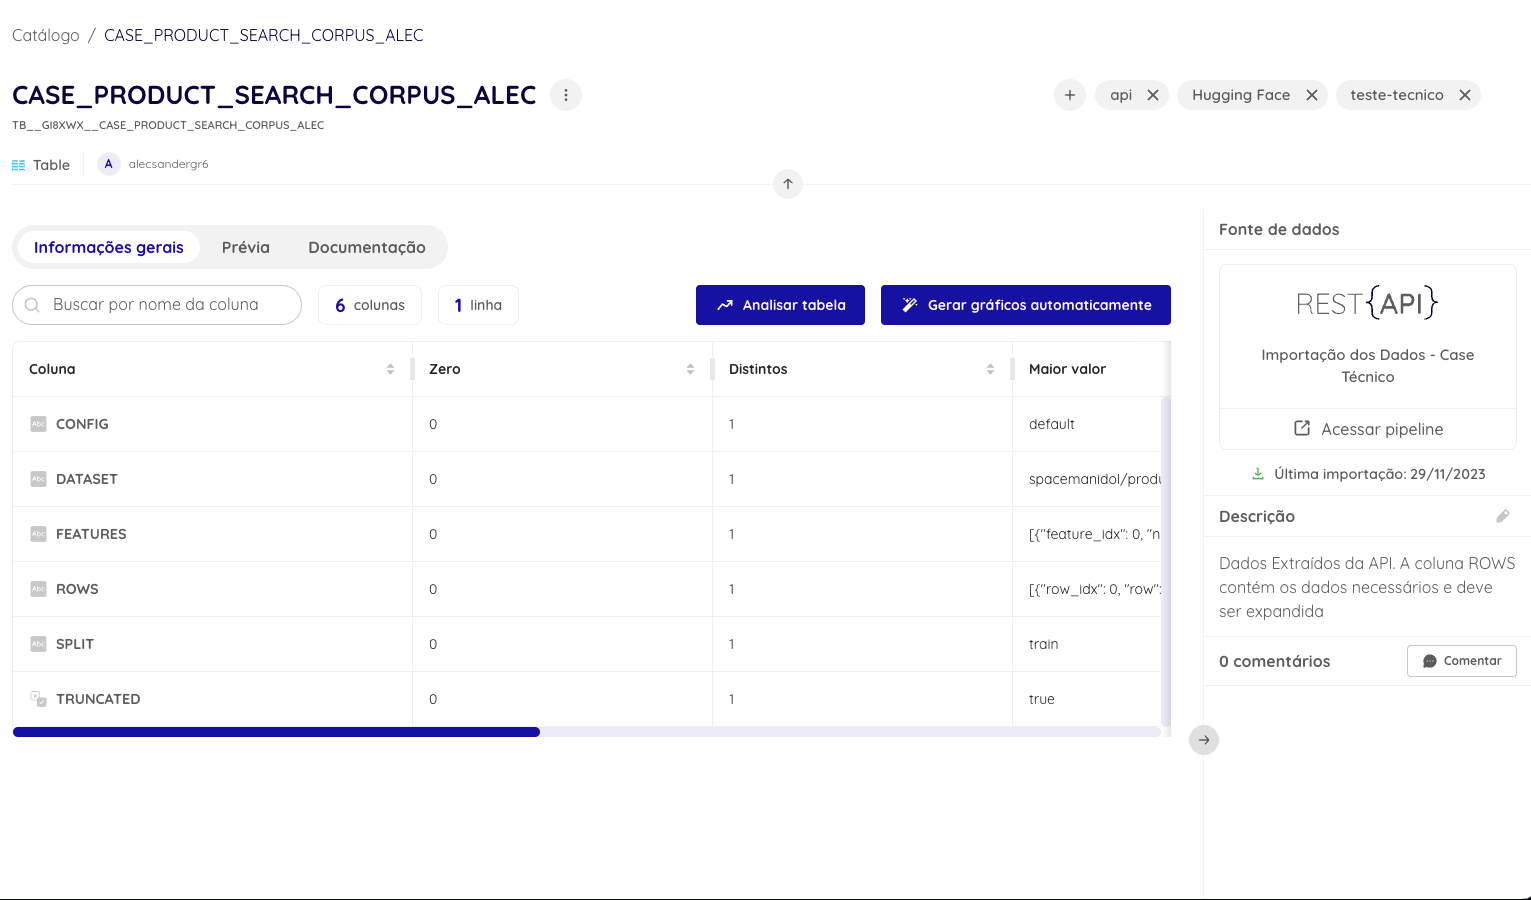 Catálogo / CASE_PRODUCT_SEARCH_CORPUS_ALEC
CASE_PRODUCT_SEARCH_CORPUS_ALEC
api
Hugging Face
teste-tecnico
TB__GI8XWX__CASE_PRODUCT_SEARCH_CORPUS_ALEC
Table
A
alecsandergr6
Informações gerais
Prévia
Documentação
Buscar por nome da coluna
6 colunas
1 linha
Analisar tabela
Gerar gráficos automaticamente
Coluna Zero Distintos Maior valor
Abc CONFIG 0 1 default
Abc DATASET 0 1 spacemanidol/produ
Abc FEATURES 0 1 [{"feature_idx": 0, "n
Abc ROWS 0 1 [{"row_idx": 0, "row":
Abc SPLIT 0 1 train
TRUNCATED 0 1 true
Fonte de dados
REST{API}
Importação dos Dados - Case
Técnico
Acessar pipeline
Última importação: 29/11/2023
Descrição
Dados Extraídos da API. A coluna ROWS
contém os dados necessários e deve
ser expandida
0 comentários
Comentar